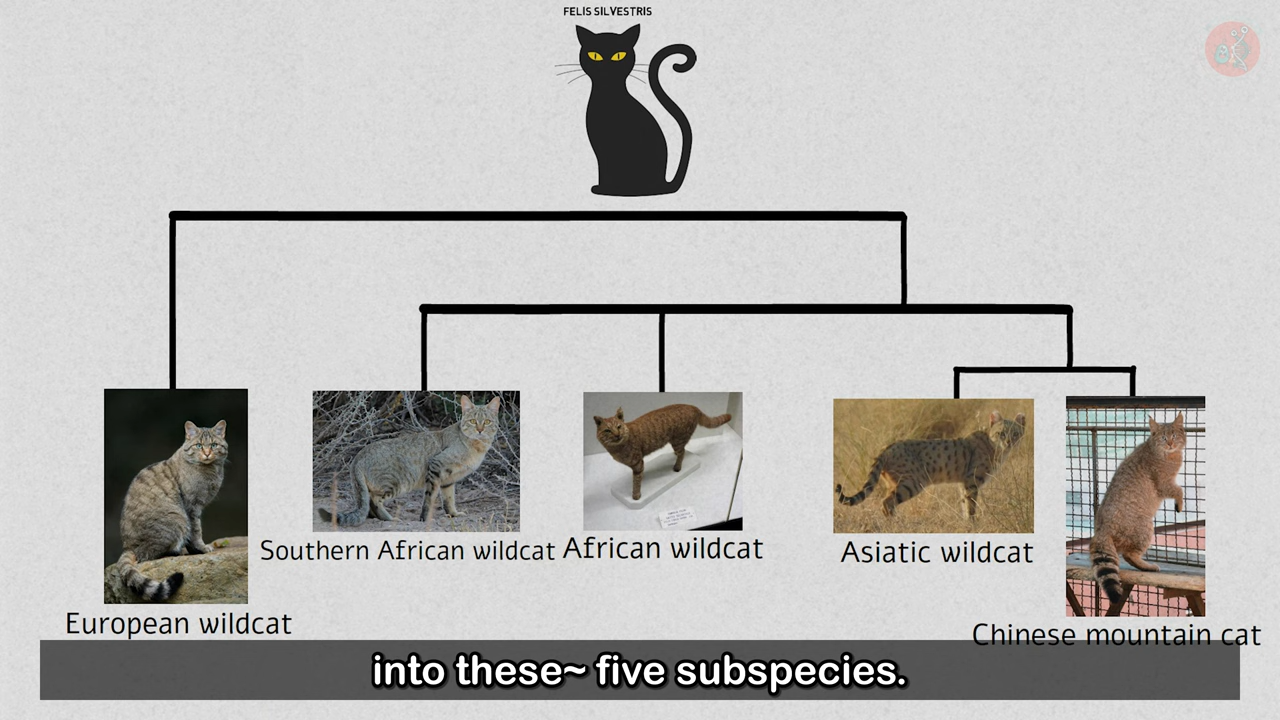 FELIS SILVESTRIS
Southern African wildcat
African wildcat
Asiatic wildcat
European wildcat
Chinese mountain cat
into these~ five subspecies.